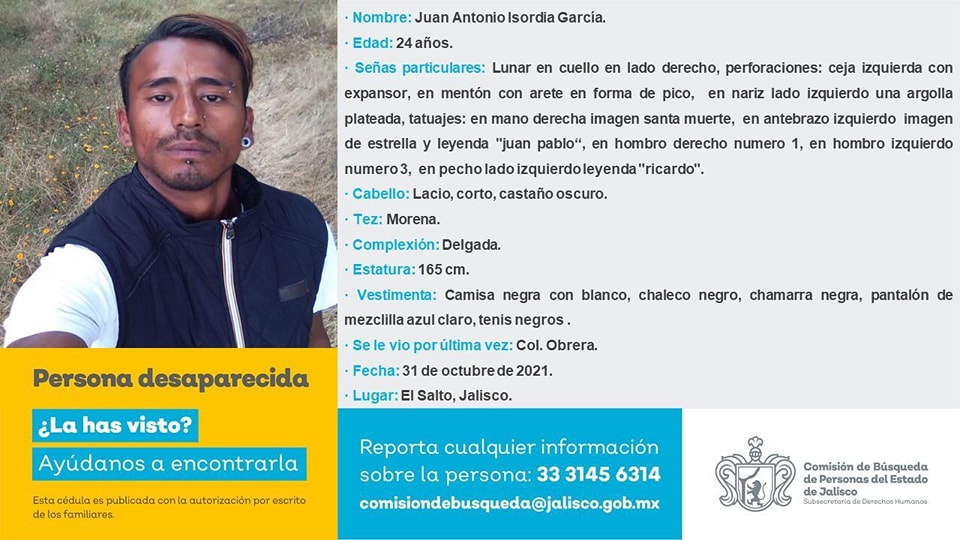 · Nombre: Juan Antonio Isordia García.
· Edad: 24 años.
· Señas particulares: Lunar en cuello en lado derecho, perforaciones: ceja izquierda con
expansor, en mentón con arete en forma de pico, en nariz lado izquierdo una argolla
plateada, tatuajes: en mano derecha imagen santa muerte, en antebrazo izquierdo imagen
de estrella y leyenda "juan pablo“, en hombro derecho numero 1, en hombro izquierdo
numero 3, en pecho lado izquierdo leyenda "ricardo".
· Cabello: Lacio, corto, castaño oscuro.
· Tez: Morena.
· Complexión: Delgada.
· Estatura: 165 cm.
· Vestimenta: Camisa negra con blanco, chaleco negro, chamarra negra, pantalón de
mezclilla azul claro, tenis negros .
· Se le vio por última vez: Col. Obrera.
· Fecha: 31 de octubre de 2021.
· Lugar: El Salto, Jalisco.
Persona desaparecida
¿La has visto?
Ayúdanos a encontrarla
Esta cédula es publicada con la autorización por escrito
de los familiares.
Reporta cualquier información
sobre la persona: 33 3145 6314
comisiondebusqueda@jalisco.gob.mx
Comisión de Búsqueda
de Personas del Estado
de Jalisco
Subsecretaría de Derechos Humanos